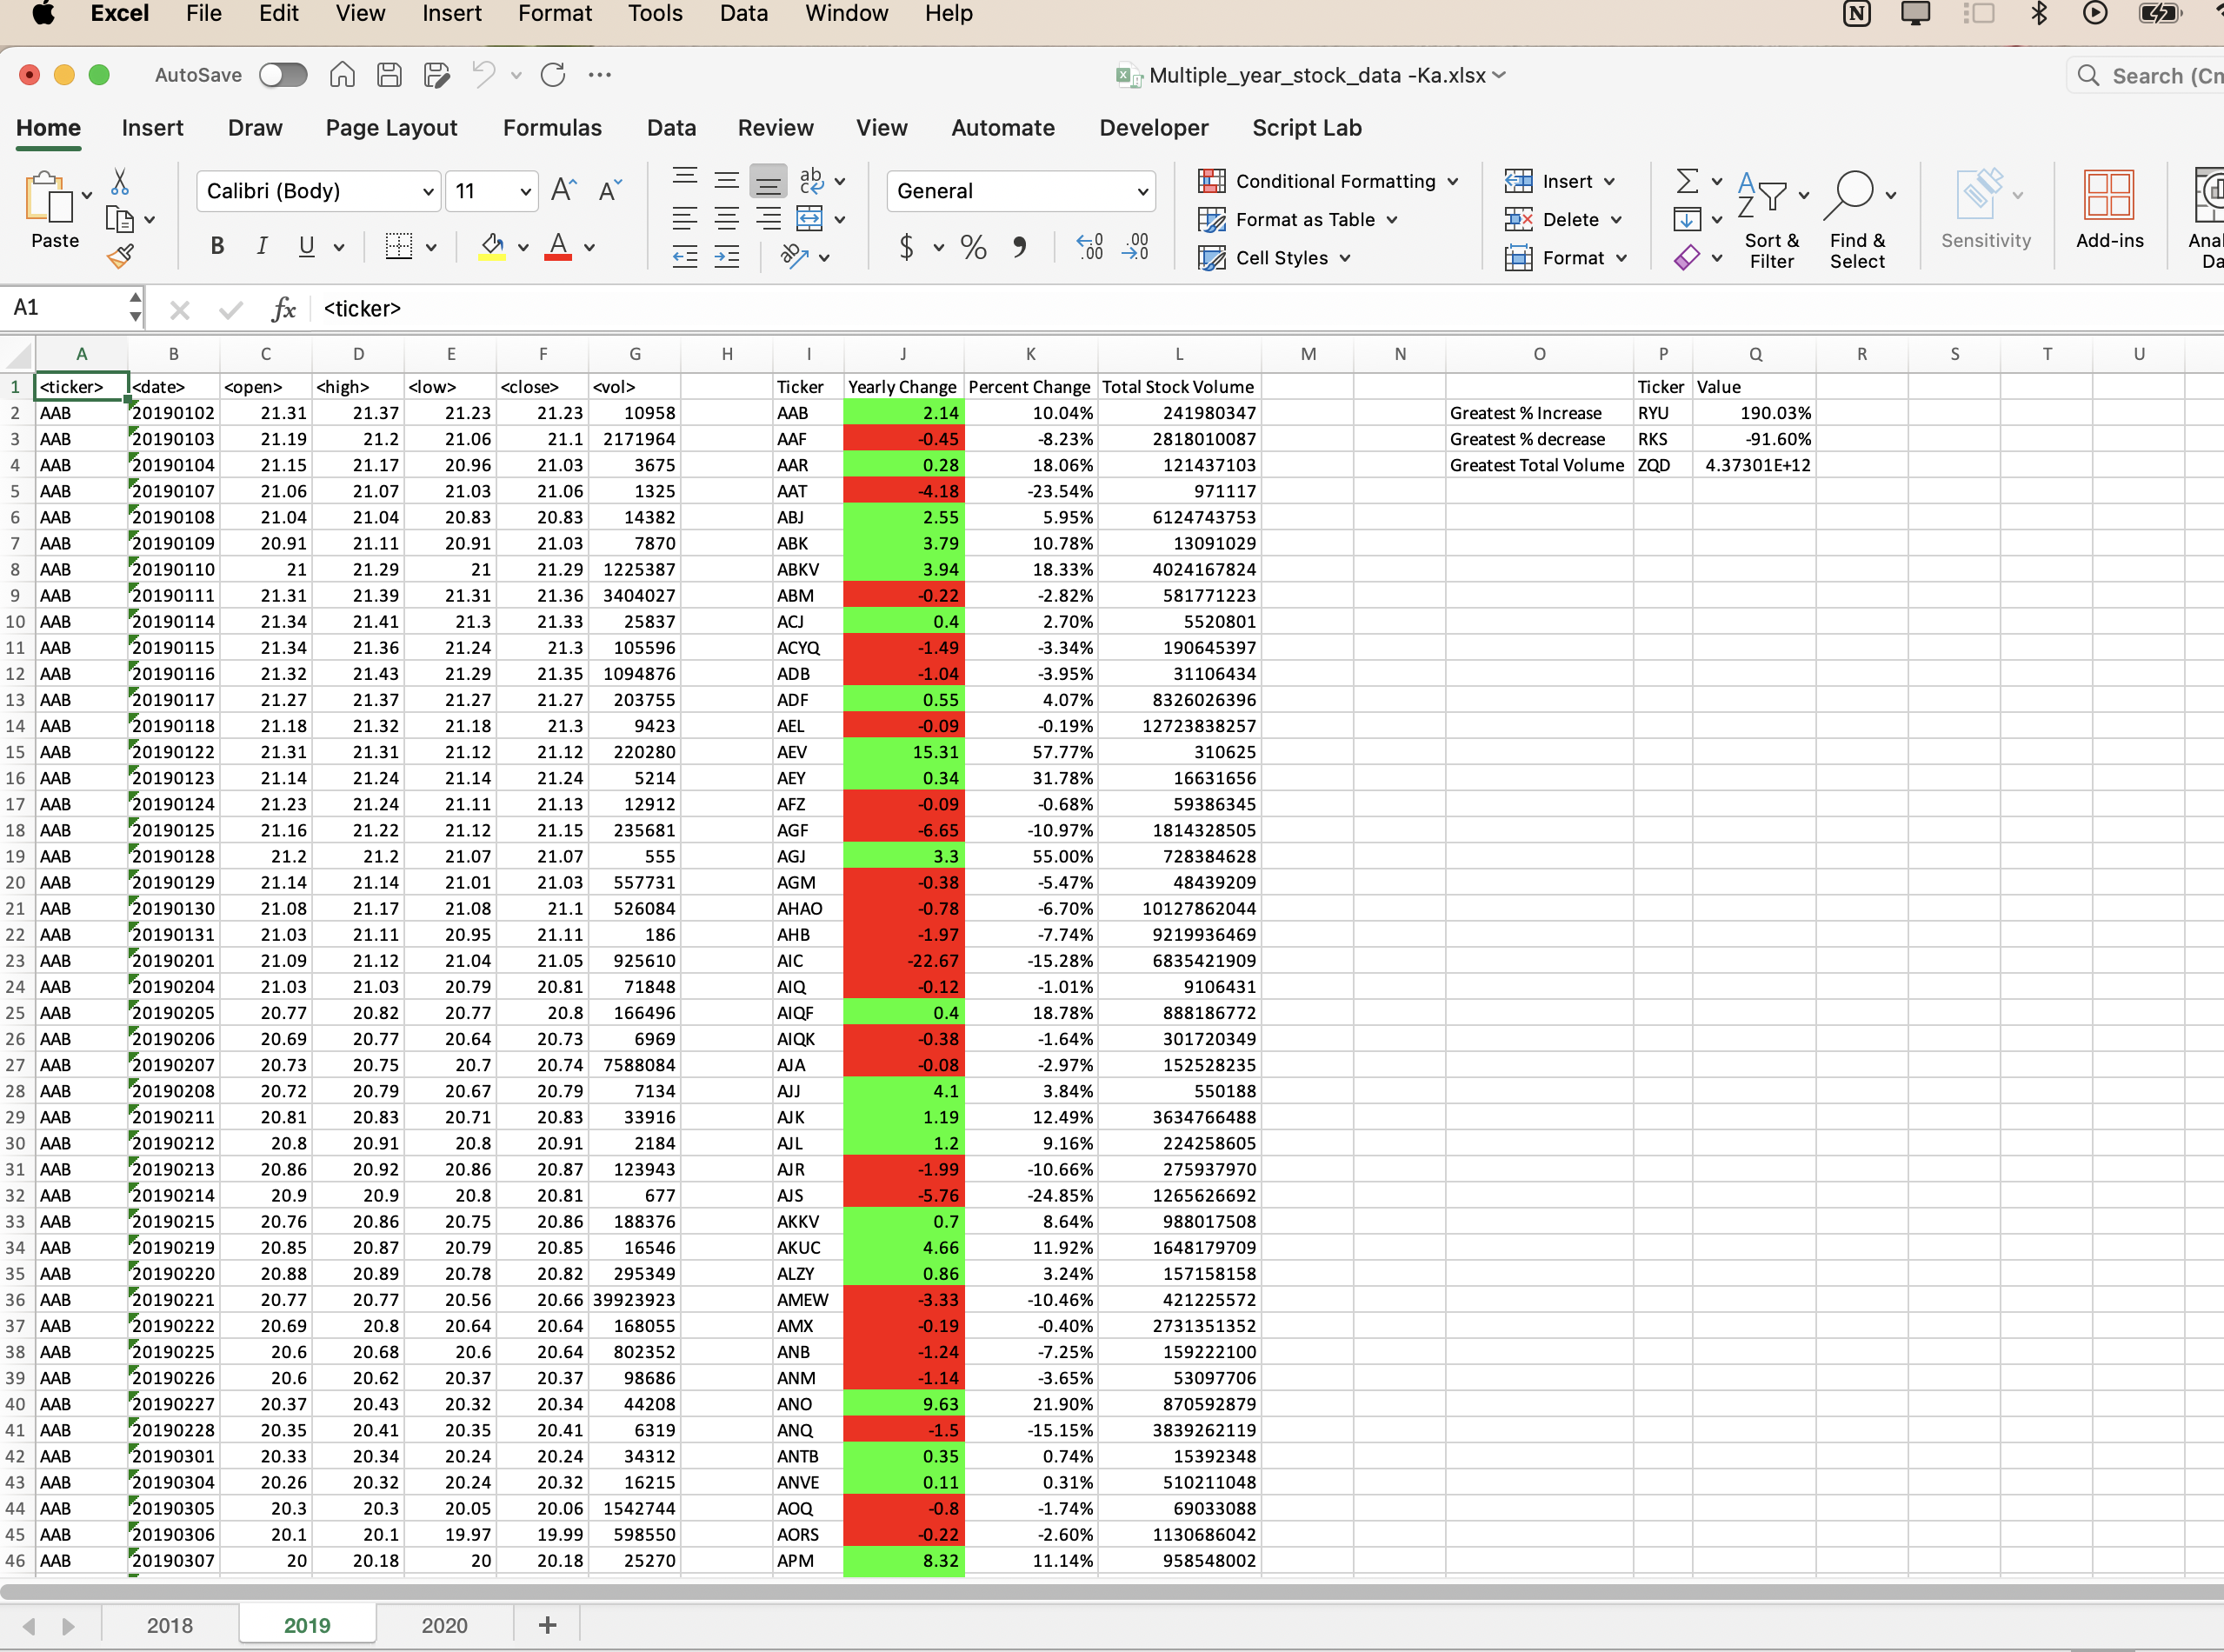 Excel File Edit View Insert Format Tools Data Window Help
AutoSave Multiple_year_stock_data -Ka.xlsx Search (Cm
Home Insert Draw Page Layout Formulas Data Review View Automate Developer Script Lab
Paste Calibri (Body) 11 General Conditional Formatting Format as Table Cell Styles Insert Delete Format Sort & Filter Find & Select Sensitivity Add-ins Anal Da
A1 fx <ticker>
A B C D E F G H I J K L M N O P Q R S T U
1 <ticker> <date> <open> <high> <low> <close> <vol> Ticker Yearly Change Percent Change Total Stock Volume Ticker Value
2 AAB 20190102 21.31 21.37 21.23 21.23 10958 AAB 2.14 10.04% 241980347 Greatest % Increase RYU 190.03%
3 AAB 20190103 21.19 21.2 21.06 21.1 2171964 AAF -0.45 -8.23% 2818010087 Greatest % decrease RKS -91.60%
4 AAB 20190104 21.15 21.17 20.96 21.03 3675 AAR 0.28 18.06% 121437103 Greatest Total Volume ZQD 4.37301E+12
5 AAB 20190107 21.06 21.07 21.03 21.06 1325 AAT -4.18 -23.54% 971117
6 AAB 20190108 21.04 21.04 20.83 20.83 14382 ABJ 2.55 5.95% 6124743753
7 AAB 20190109 20.91 21.11 20.91 21.03 7870 ABK 3.79 10.78% 13091029
8 AAB 20190110 21 21.29 21 21.29 1225387 ABKV 3.94 18.33% 4024167824
9 AAB 20190111 21.31 21.39 21.31 21.36 3404027 ABM -0.22 -2.82% 581771223
10 AAB 20190114 21.34 21.41 21.3 21.33 25837 ACJ 0.4 2.70% 5520801
11 AAB 20190115 21.34 21.36 21.24 21.3 105596 ACYQ -1.49 -3.34% 190645397
12 AAB 20190116 21.32 21.43 21.29 21.35 1094876 ADB -1.04 -3.95% 31106434
13 AAB 20190117 21.27 21.37 21.27 21.27 203755 ADF 0.55 4.07% 8326026396
14 AAB 20190118 21.18 21.32 21.18 21.3 9423 AEL -0.09 -0.19% 12723838257
15 AAB 20190122 21.31 21.31 21.12 21.12 220280 AEV 15.31 57.77% 310625
16 AAB 20190123 21.14 21.24 21.14 21.24 5214 AEY 0.34 31.78% 16631656
17 AAB 20190124 21.23 21.24 21.11 21.13 12912 AFZ -0.09 -0.68% 59386345
18 AAB 20190125 21.16 21.22 21.12 21.15 235681 AGF -6.65 -10.97% 1814328505
19 AAB 20190128 21.2 21.2 21.07 21.07 555 AGJ 3.3 55.00% 728384628
20 AAB 20190129 21.14 21.14 21.01 21.03 557731 AGM -0.38 -5.47% 48439209
21 AAB 20190130 21.08 21.17 21.08 21.1 526084 AHAO -0.78 -6.70% 10127862044
22 AAB 20190131 21.03 21.11 20.95 21.11 186 AHB -1.97 -7.74% 9219936469
23 AAB 20190201 21.09 21.12 21.04 21.05 925610 AIC -22.67 -15.28% 6835421909
24 AAB 20190204 21.03 21.03 20.79 20.81 71848 AIQ -0.12 -1.01% 9106431
25 AAB 20190205 20.77 20.82 20.77 20.8 166496 AIQF 0.4 18.78% 888186772
26 AAB 20190206 20.69 20.77 20.64 20.73 6969 AIQK -0.38 -1.64% 301720349
27 AAB 20190207 20.73 20.75 20.7 20.74 7588084 AJA -0.08 -2.97% 152528235
28 AAB 20190208 20.72 20.79 20.67 20.79 7134 AJJ 4.1 3.84% 550188
29 AAB 20190211 20.81 20.83 20.71 20.83 33916 AJK 1.19 12.49% 3634766488
30 AAB 20190212 20.8 20.91 20.8 20.91 2184 AJL 1.2 9.16% 224258605
31 AAB 20190213 20.86 20.92 20.86 20.87 123943 AJR -1.99 -10.66% 275937970
32 AAB 20190214 20.9 20.9 20.8 20.81 677 AJS -5.76 -24.85% 1265626692
33 AAB 20190215 20.76 20.86 20.75 20.86 188376 AKKV 0.7 8.64% 988017508
34 AAB 20190219 20.85 20.87 20.79 20.85 16546 AKUC 4.66 11.92% 1648179709
35 AAB 20190220 20.88 20.89 20.78 20.82 295349 ALZY 0.86 3.24% 157158158
36 AAB 20190221 20.77 20.77 20.56 20.66 39923923 AMEW -3.33 -10.46% 421225572
37 AAB 20190222 20.69 20.8 20.64 20.64 168055 AMX -0.19 -0.40% 2731351352
38 AAB 20190225 20.6 20.68 20.6 20.64 802352 ANB -1.24 -7.25% 159222100
39 AAB 20190226 20.6 20.62 20.37 20.37 98686 ANM -1.14 -3.65% 53097706
40 AAB 20190227 20.37 20.43 20.32 20.34 44208 ANO 9.63 21.90% 870592879
41 AAB 20190228 20.35 20.41 20.35 20.41 6319 ANQ -1.5 -15.15% 3839262119
42 AAB 20190301 20.33 20.34 20.24 20.24 34312 ANTB 0.35 0.74% 15392348
43 AAB 20190304 20.26 20.32 20.24 20.32 16215 ANVE 0.11 0.31% 510211048
44 AAB 20190305 20.3 20.3 20.05 20.06 1542744 AOQ -0.8 -1.74% 69033088
45 AAB 20190306 20.1 20.1 19.97 19.99 598550 AORS -0.22 -2.60% 1130686042
46 AAB 20190307 20 20.18 20 20.18 25270 APM 8.32 11.14% 958548002
2018 2019 2020 +